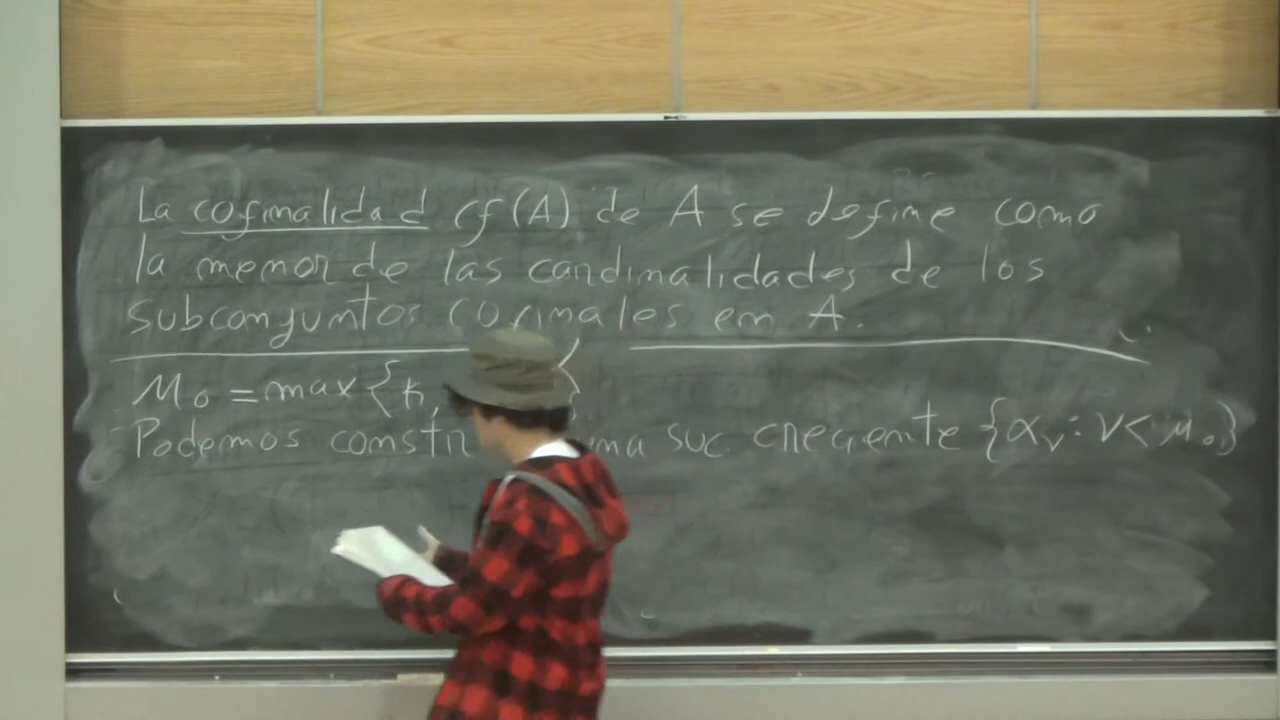 La cofinalidad cf(A) de A se define como
la menor de las cardinalidades de los
subconjuntos cofinales en A.
μ₀ = max{κ, }
Podemos constr una suc. creciente {α_ν : ν < μ₀}